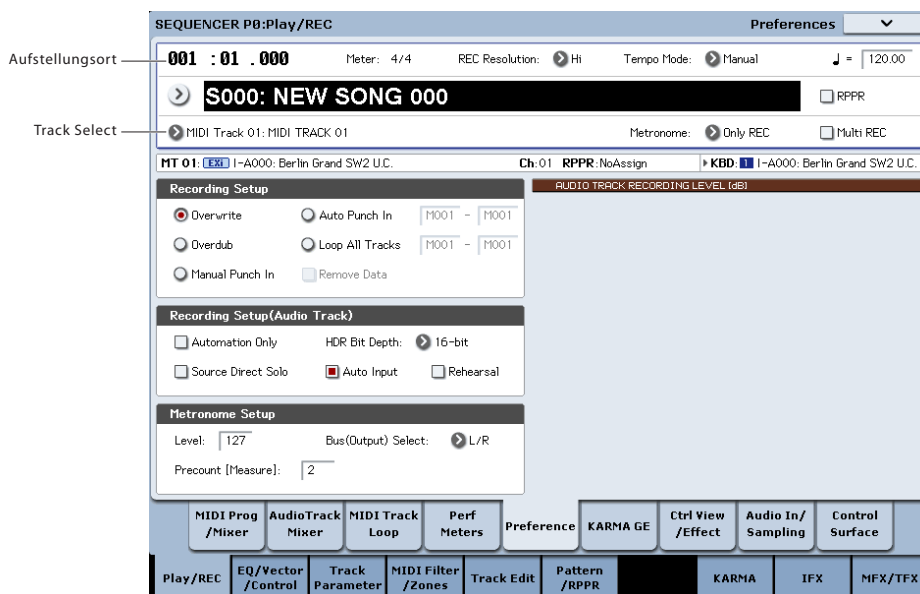 SEQUENCER P0:Play/REC Preferences
Aufstellungsort 001 :01 .000 Meter: 4/4 REC Resolution: Hi Tempo Mode: Manual ♩ = 120.00
S000: NEW SONG 000 RPPR
Track Select MIDI Track 01: MIDI TRACK 01 Metronome: Only REC Multi REC
MT 01: EXi I-A000: Berlin Grand SW2 U.C. Ch:01 RPPR:NoAssign KBD: 1 I-A000: Berlin Grand SW2 U.C.
Recording Setup
Overwrite Auto Punch In M001 - M001
Overdub Loop All Tracks M001 - M001
Manual Punch In Remove Data
AUDIO TRACK RECORDING LEVEL [dB]
Recording Setup(Audio Track)
Automation Only HDR Bit Depth: 16-bit
Source Direct Solo Auto Input Rehearsal
Metronome Setup
Level: 127 Bus(Output) Select: L/R
Precount [Measure]: 2
MIDI Prog /Mixer AudioTrack Mixer MIDI Track Loop Perf Meters Preference KARMA GE Ctrl View /Effect Audio In/ Sampling Control Surface
Play/REC EQ/Vector /Control Track Parameter MIDI Filter /Zones Track Edit Pattern /RPPR KARMA IFX MFX/TFX